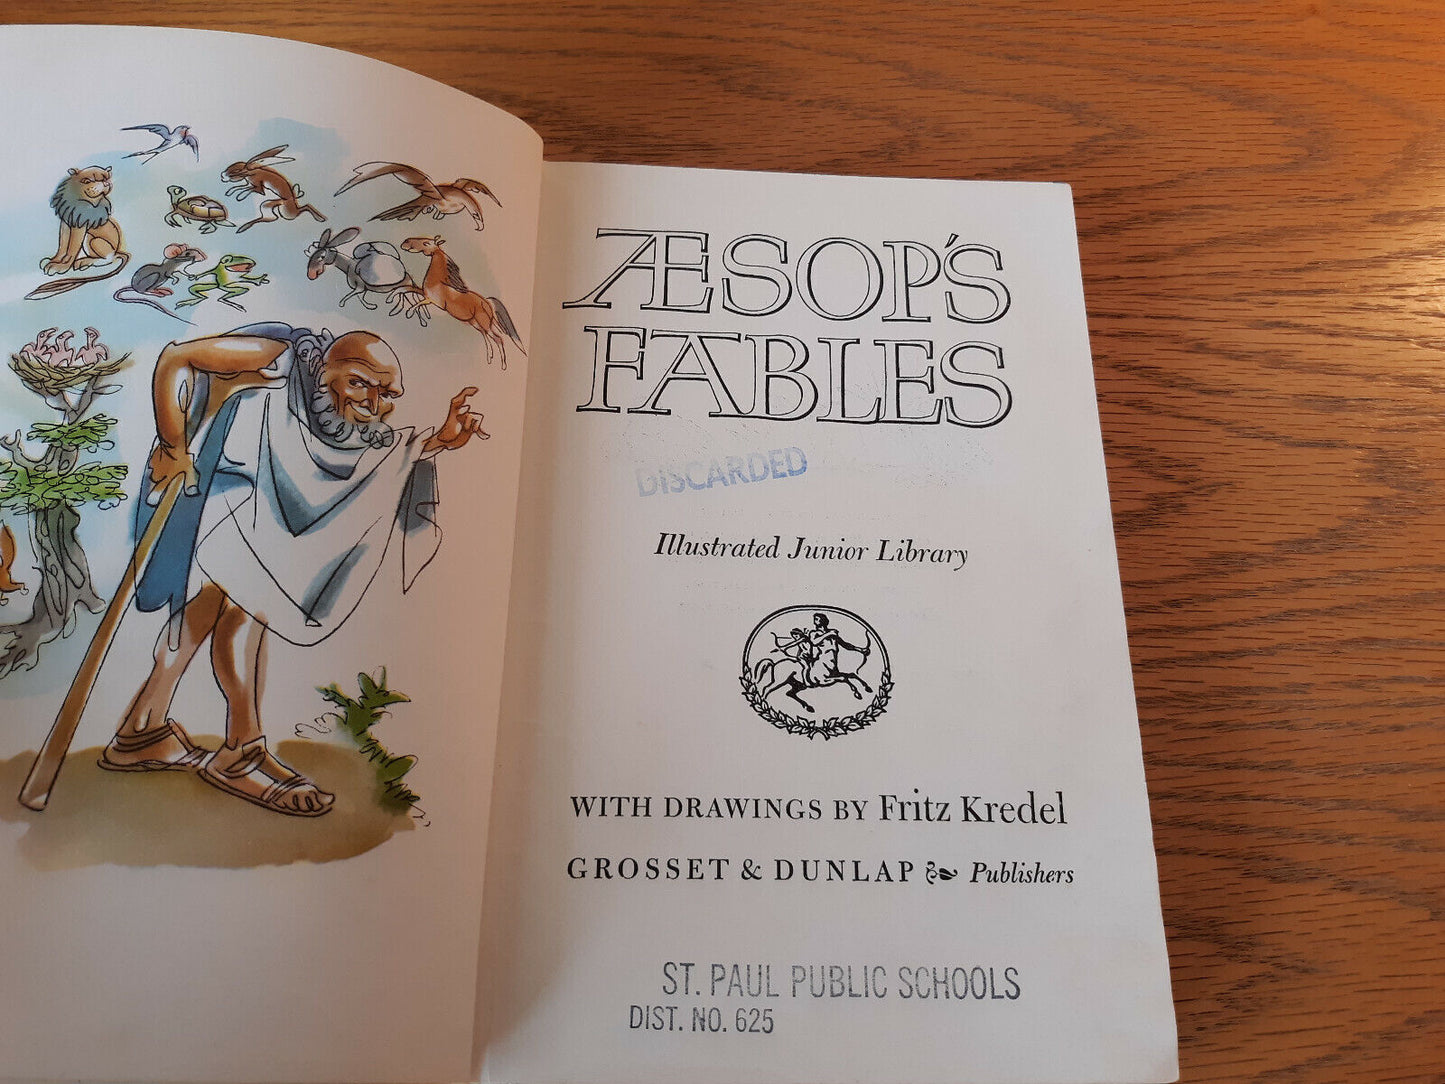 ÆSOP'S
FABLES
DISCARDED
Illustrated Junior Library
WITH DRAWINGS BY Fritz Kredel
GROSSET & DUNLAP Publishers
ST. PAUL PUBLIC SCHOOLS
DIST. NO. 625